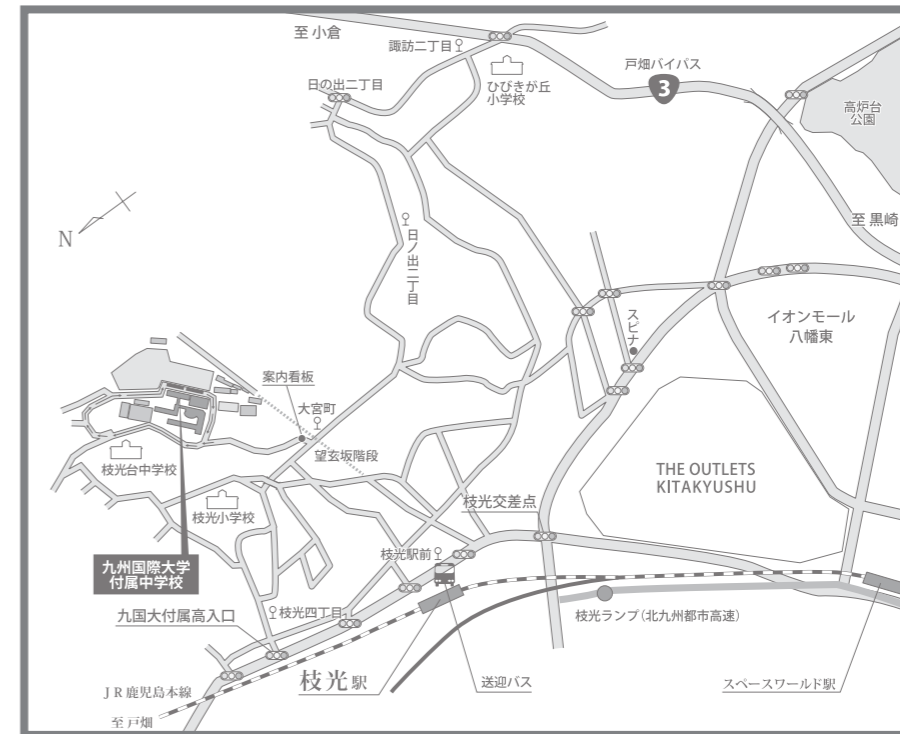 至 小倉
諏訪二丁目
戸畑バイパス
3
ひびきが丘
小学校
日の出二丁目
高炉台
公園
至 黒崎
N
日ノ出二丁目
イオンモール
八幡東
スピナ
案内看板
大宮町
望玄坂階段
枝光台中学校
THE OUTLETS
KITAKYUSHU
枝光交差点
枝光小学校
枝光駅前
九州国際大学
付属中学校
枝光四丁目
九国大付属高入口
枝光ランプ(北九州都市高速)
枝光駅
送迎バス
スペースワールド駅
JR鹿児島本線
至 戸畑